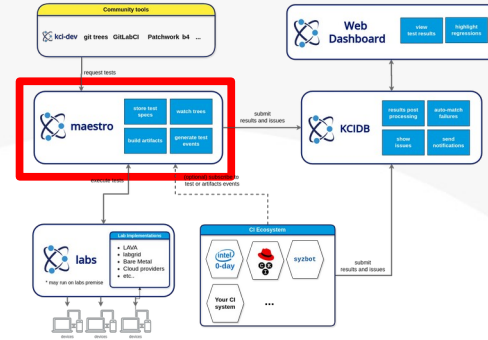 Community tools
kci-dev git trees GitLabCI Patchwork b4 ...
request tests
maestro
store test
specs
watch trees
build artifacts
generate test
events
submit
results and issues
Web
Dashboard
view
test results
highlight
regressions
KCIDB
results post
processing
auto-match
failures
show
issues
send
notifications
execute tests
(optional) subscribe to
test or artifacts events
labs
* may run on labs premise
Lab Implementations
• LAVA
• labgrid
• Bare Metal
• Cloud providers
• etc..
devices
devices
devices
CI Ecosystem
intel
0-day
C K
I
syzbot
Your CI
system
...
submit
results and issues